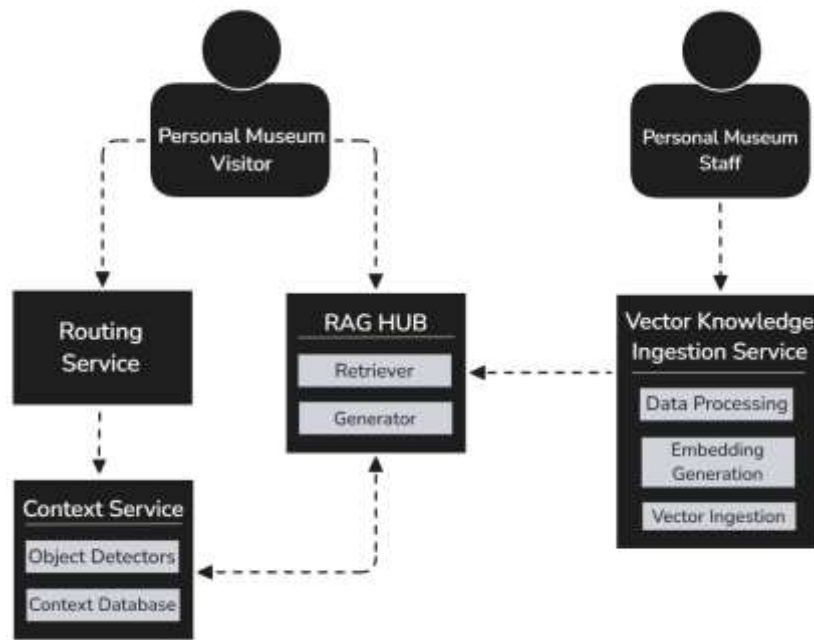 Personal Museum
Visitor
Personal Museum
Staff
Routing
Service
RAG HUB
Retriever
Generator
Vector Knowledge
Ingestion Service
Data Processing
Embedding
Generation
Vector Ingestion
Context Service
Object Detectors
Context Database